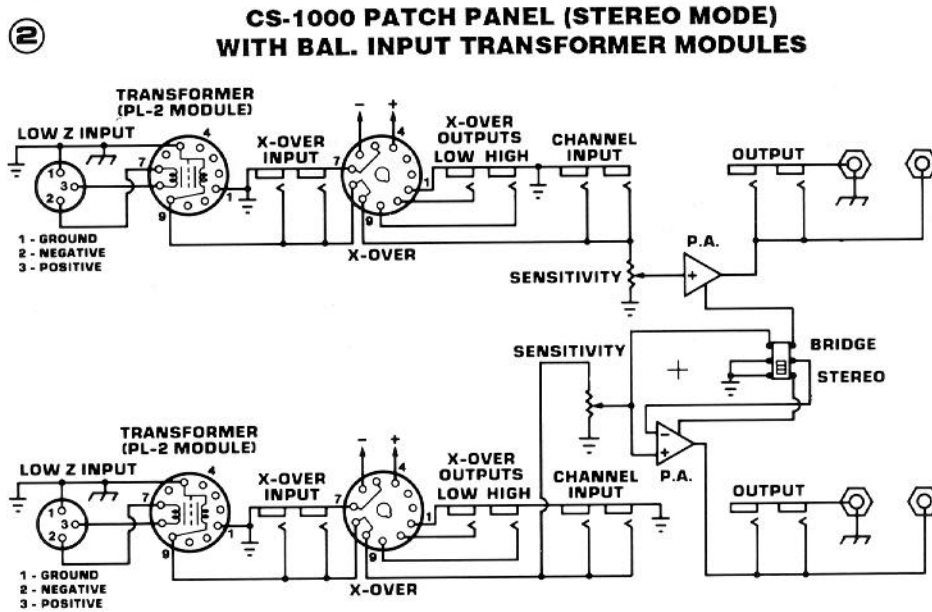 2
CS-1000 PATCH PANEL (STEREO MODE)
WITH BAL. INPUT TRANSFORMER MODULES
TRANSFORMER
(PL-2 MODULE)
LOW Z INPUT
4
7
1
9
1
3
2
1 - GROUND
2 - NEGATIVE
3 - POSITIVE
X-OVER
INPUT
- +
4
7
1
9
X-OVER
X-OVER
OUTPUTS
LOW HIGH
CHANNEL
INPUT
OUTPUT
P.A.
+
SENSITIVITY
BRIDGE
STEREO
SENSITIVITY
-
+
P.A.
TRANSFORMER
(PL-2 MODULE)
LOW Z INPUT
4
7
1
9
1
3
2
1 - GROUND
2 - NEGATIVE
3 - POSITIVE
X-OVER
INPUT
- +
4
7
1
9
X-OVER
X-OVER
OUTPUTS
LOW HIGH
CHANNEL
INPUT
OUTPUT